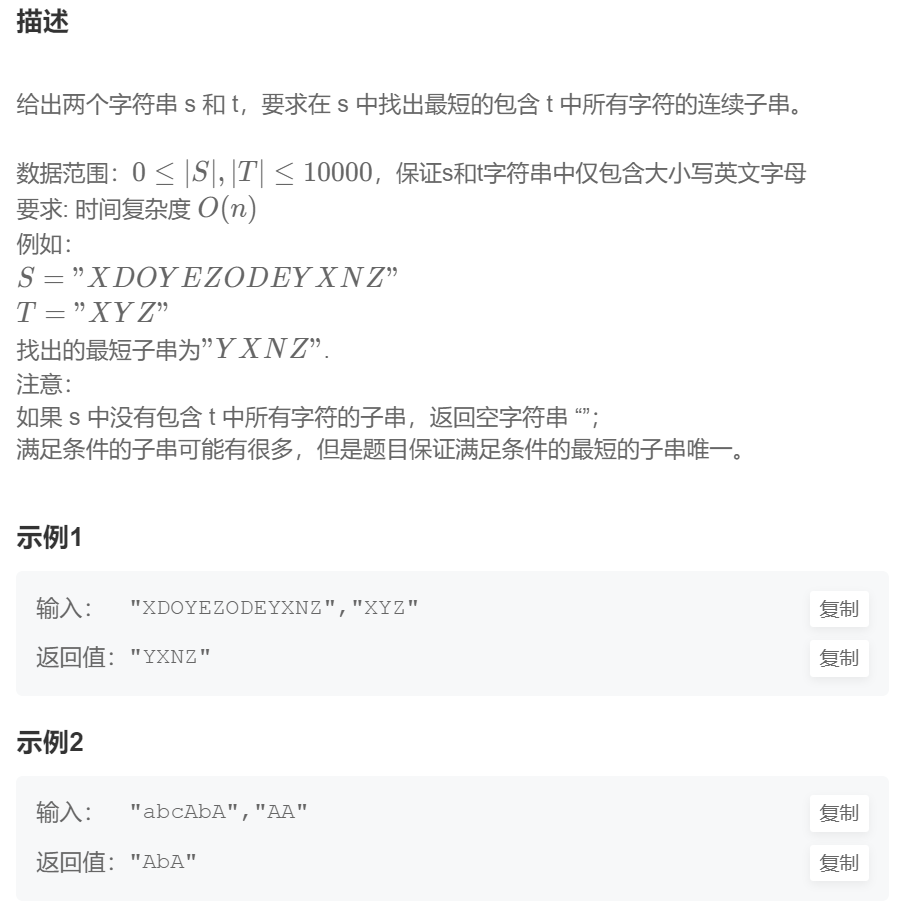 描述
给出两个字符串 s 和 t，要求在 s 中找出最短的包含 t 中所有字符的连续子串。
数据范围：0 ≤ |S|,|T| ≤ 10000，保证s和t字符串中仅包含大小写英文字母
要求: 时间复杂度 O(n)
例如：
S = ”XDOYEZODEYXNZ”
T = ”XYZ”
找出的最短子串为”YXNZ”.
注意：
如果 s 中没有包含 t 中所有字符的子串，返回空字符串 “”；
满足条件的子串可能有很多，但是题目保证满足条件的最短的子串唯一。
示例1
输入： "XDOYEZODEYXNZ","XYZ" 复制
返回值： "YXNZ" 复制
示例2
输入： "abcAbA","AA" 复制
返回值： "AbA" 复制